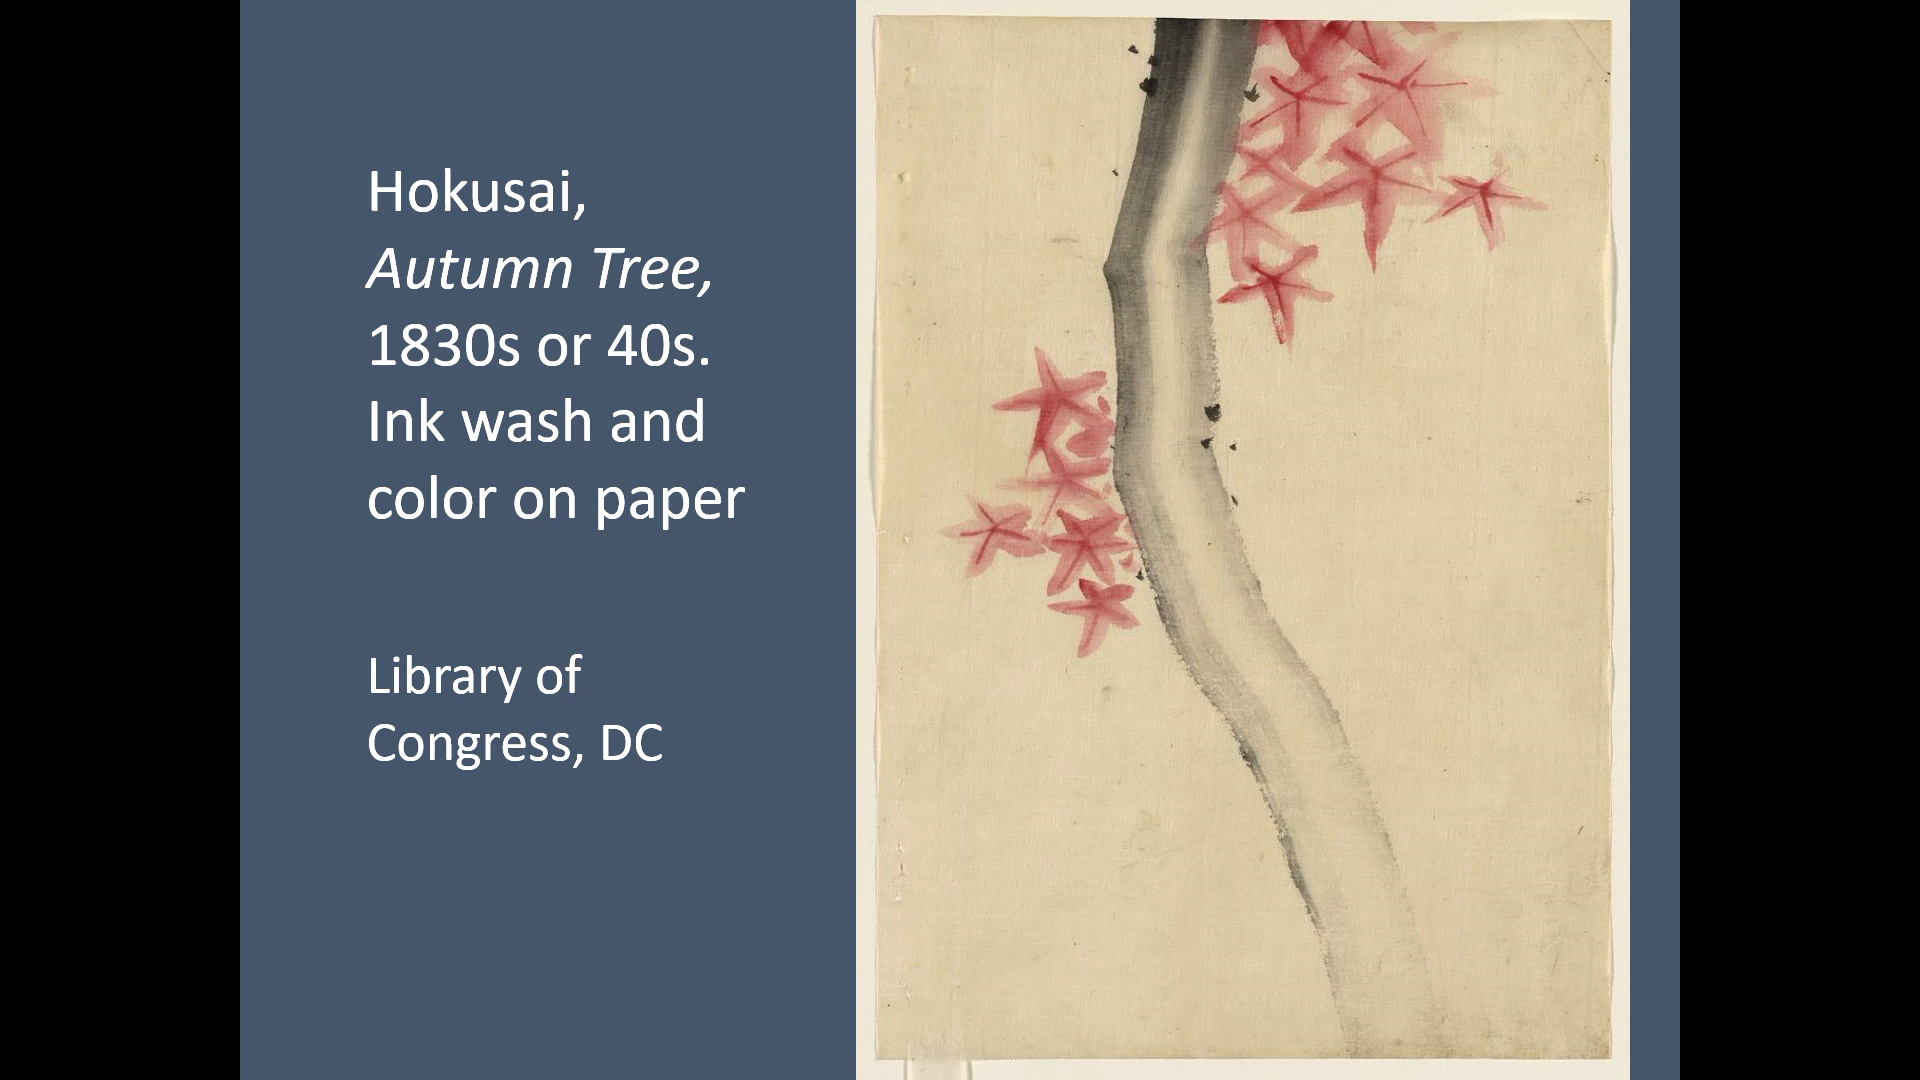 Hokusai,
Autumn Tree,
1830s or 40s.
Ink wash and
color on paper
Library of
Congress, DC